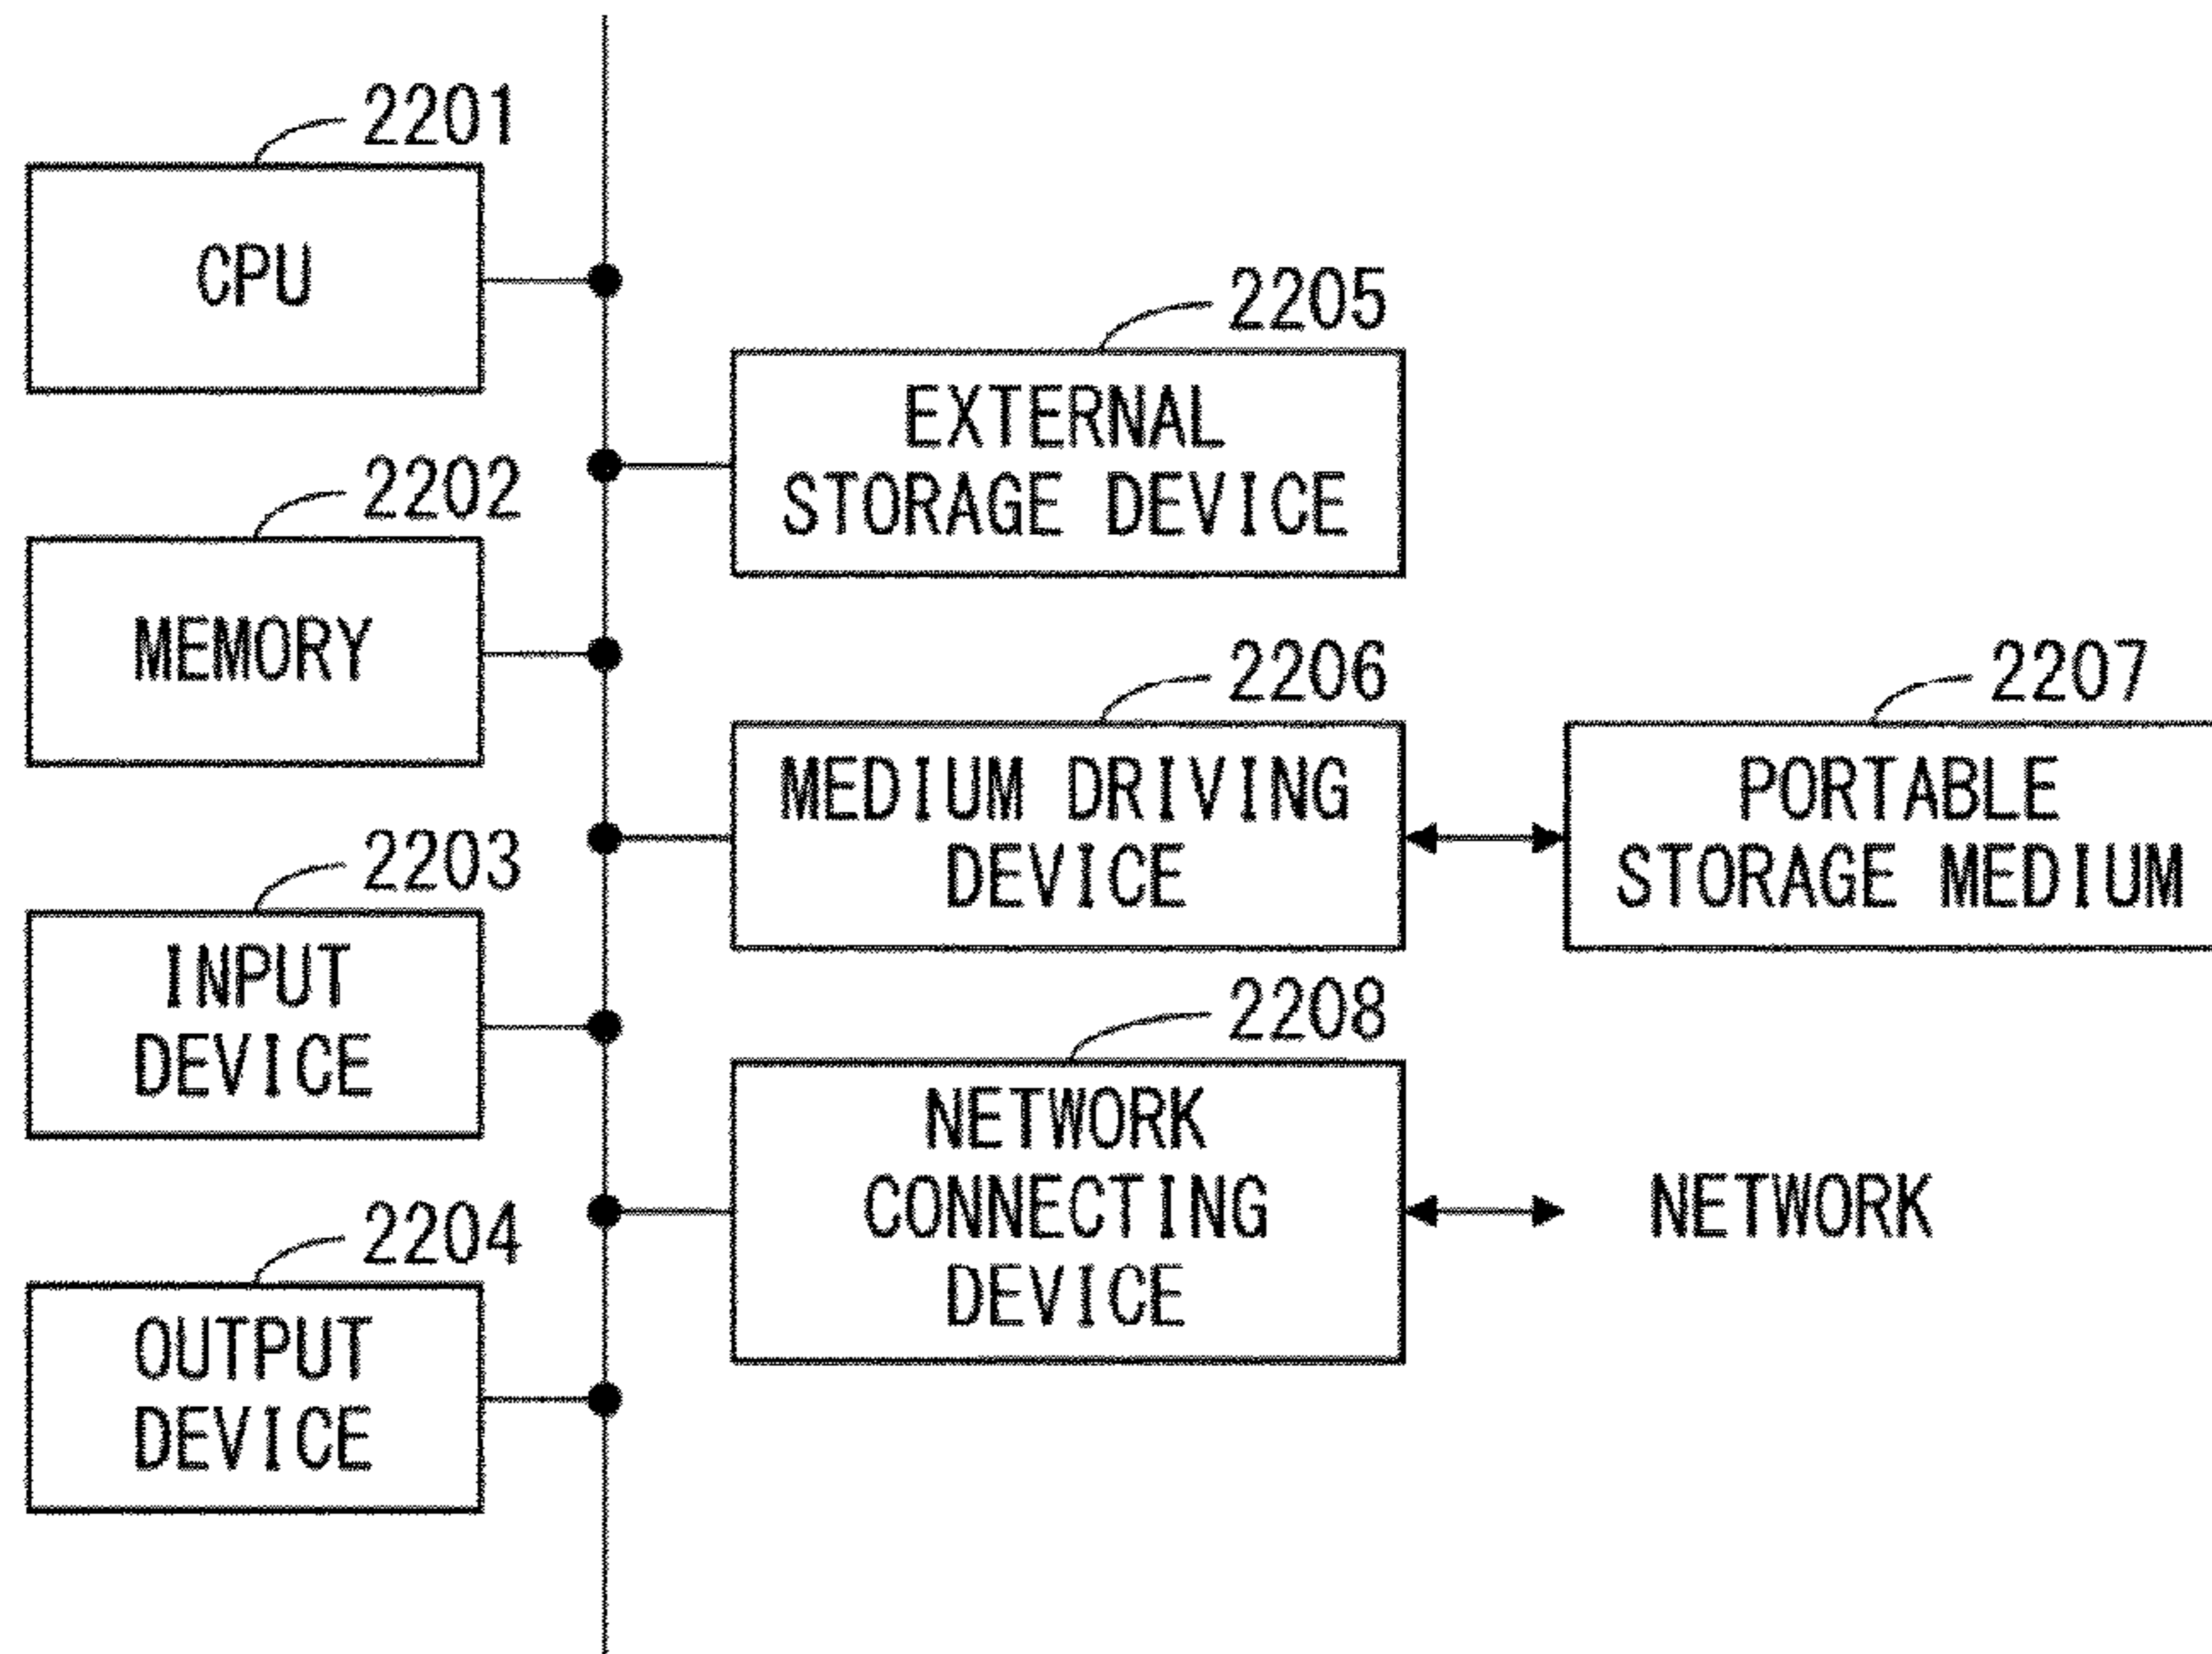 2201
CPU
2202
MEMORY
2203
INPUT
DEVICE
2204
OUTPUT
DEVICE
2205
EXTERNAL
STORAGE DEVICE
2206
MEDIUM DRIVING
DEVICE
2207
PORTABLE
STORAGE MEDIUM
2208
NETWORK
CONNECTING
DEVICE
NETWORK